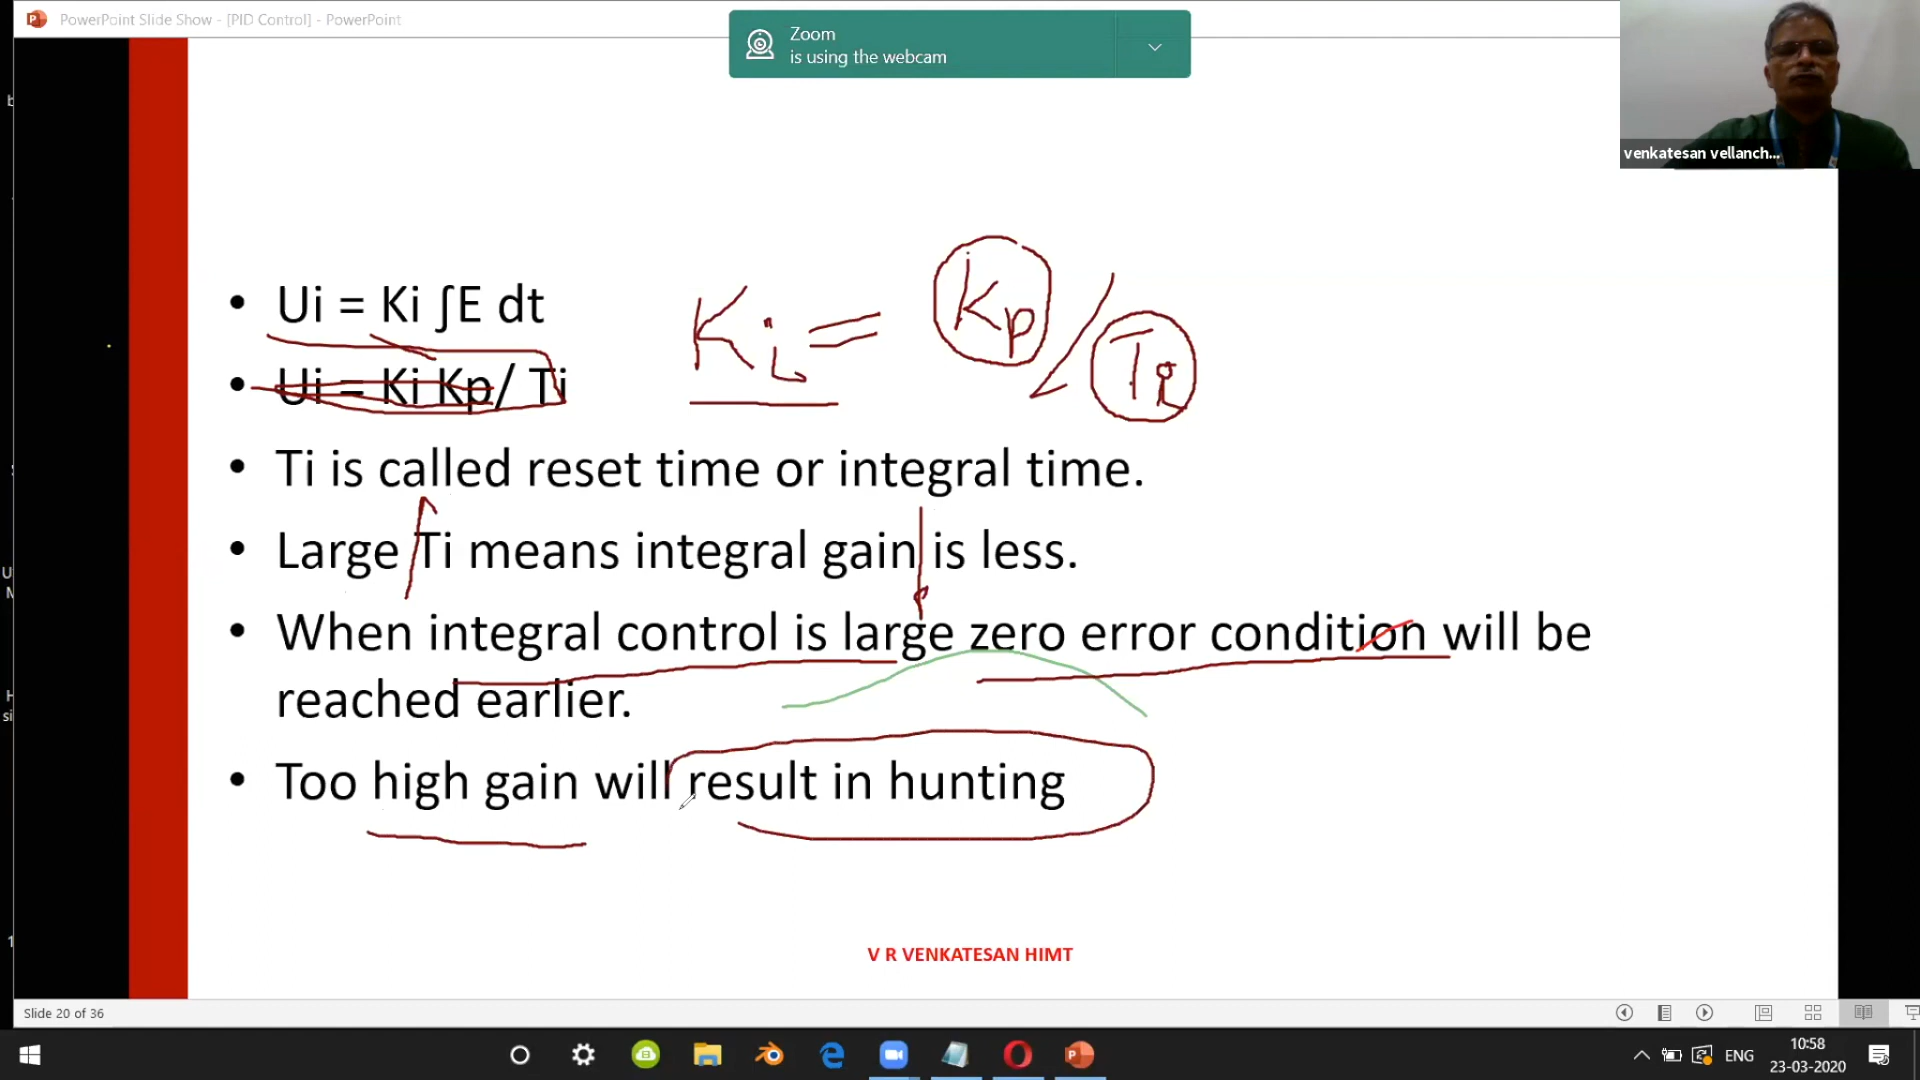 PowerPoint Slide Show - [PID Control] - PowerPoint
Zoom
is using the webcam
venkatesan vellanch...
• Ui = Ki ∫E dt
Ki = Kp / Ti
• Ui = Ki Kp/ Ti
• Ti is called reset time or integral time.
• Large Ti means integral gain is less.
• When integral control is large zero error condition will be
reached earlier.
• Too high gain will result in hunting
V R VENKATESAN HIMT
Slide 20 of 36
ENG
10:58
23-03-2020